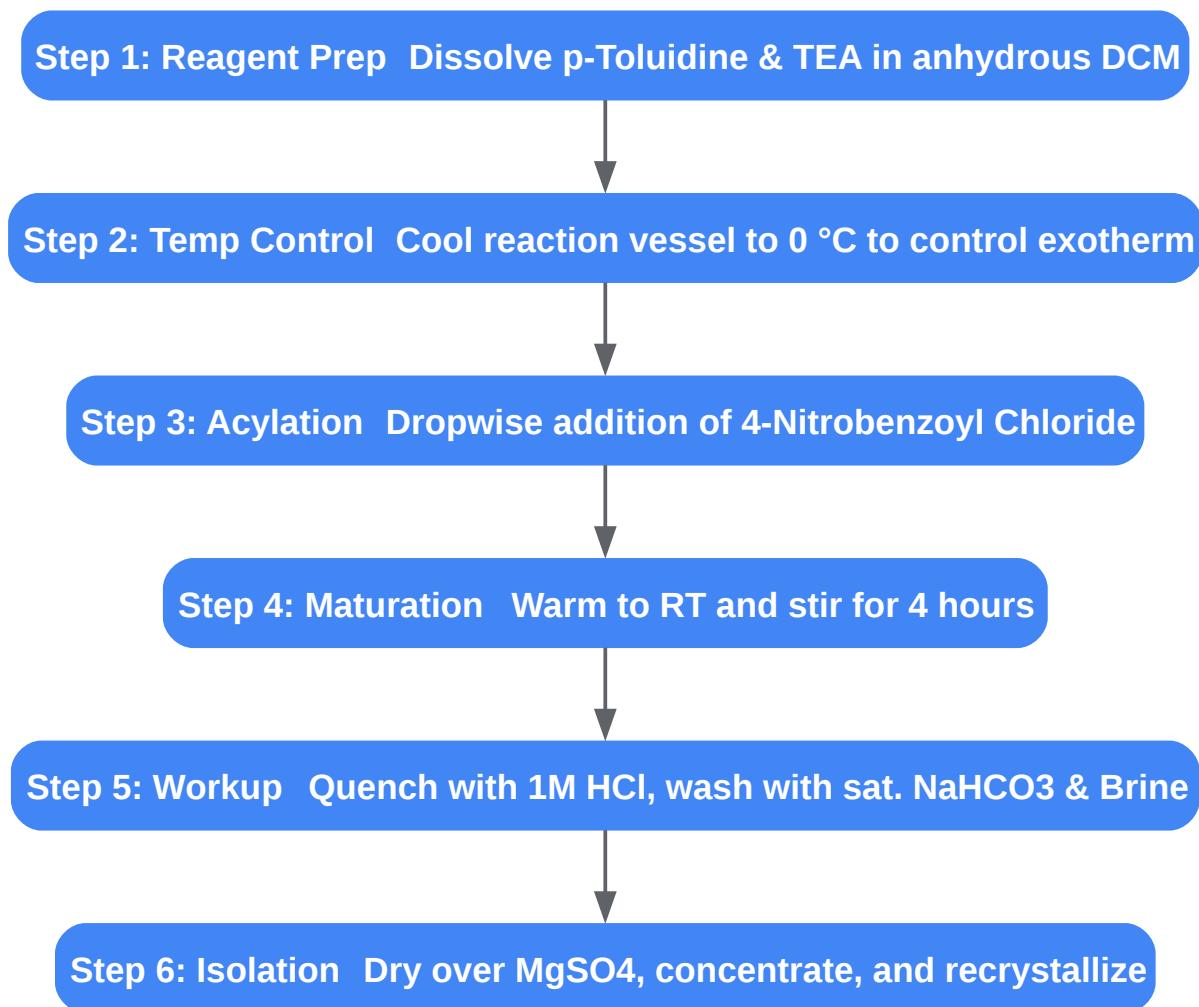 Step 1: Reagent Prep  Dissolve p-Toluidine & TEA in anhydrous DCM
Step 2: Temp Control  Cool reaction vessel to 0 °C to control exotherm
Step 3: Acylation  Dropwise addition of 4-Nitrobenzoyl Chloride
Step 4: Maturation  Warm to RT and stir for 4 hours
Step 5: Workup  Quench with 1M HCl, wash with sat. NaHCO3 & Brine
Step 6: Isolation  Dry over MgSO4, concentrate, and recrystallize